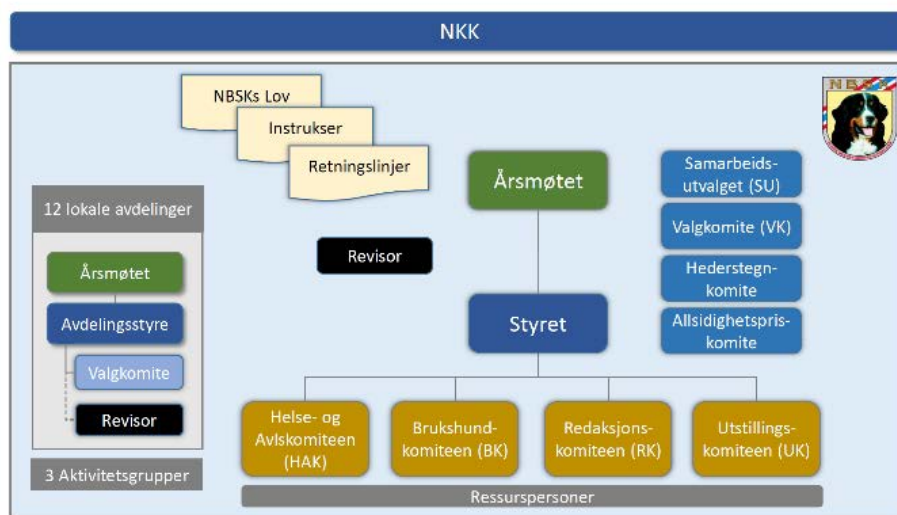 NKK
NBSKs Lov
Instrukser
Retningslinjer
NBSK
Årsmøtet
Samarbeids-
utvalget (SU)
Valgkomite (VK)
Hederstegn-
komite
Allsidighetspris-
komite
Revisor
Styret
12 lokale avdelinger
Årsmøtet
Avdelingsstyre
Valgkomite
Revisor
3 Aktivitetsgrupper
Helse- og
Avlskomiteen
(HAK)
Brukshund-
komiteen (BK)
Redaksjons-
komiteen (RK)
Utstillings-
komiteen (UK)
Ressurspersoner